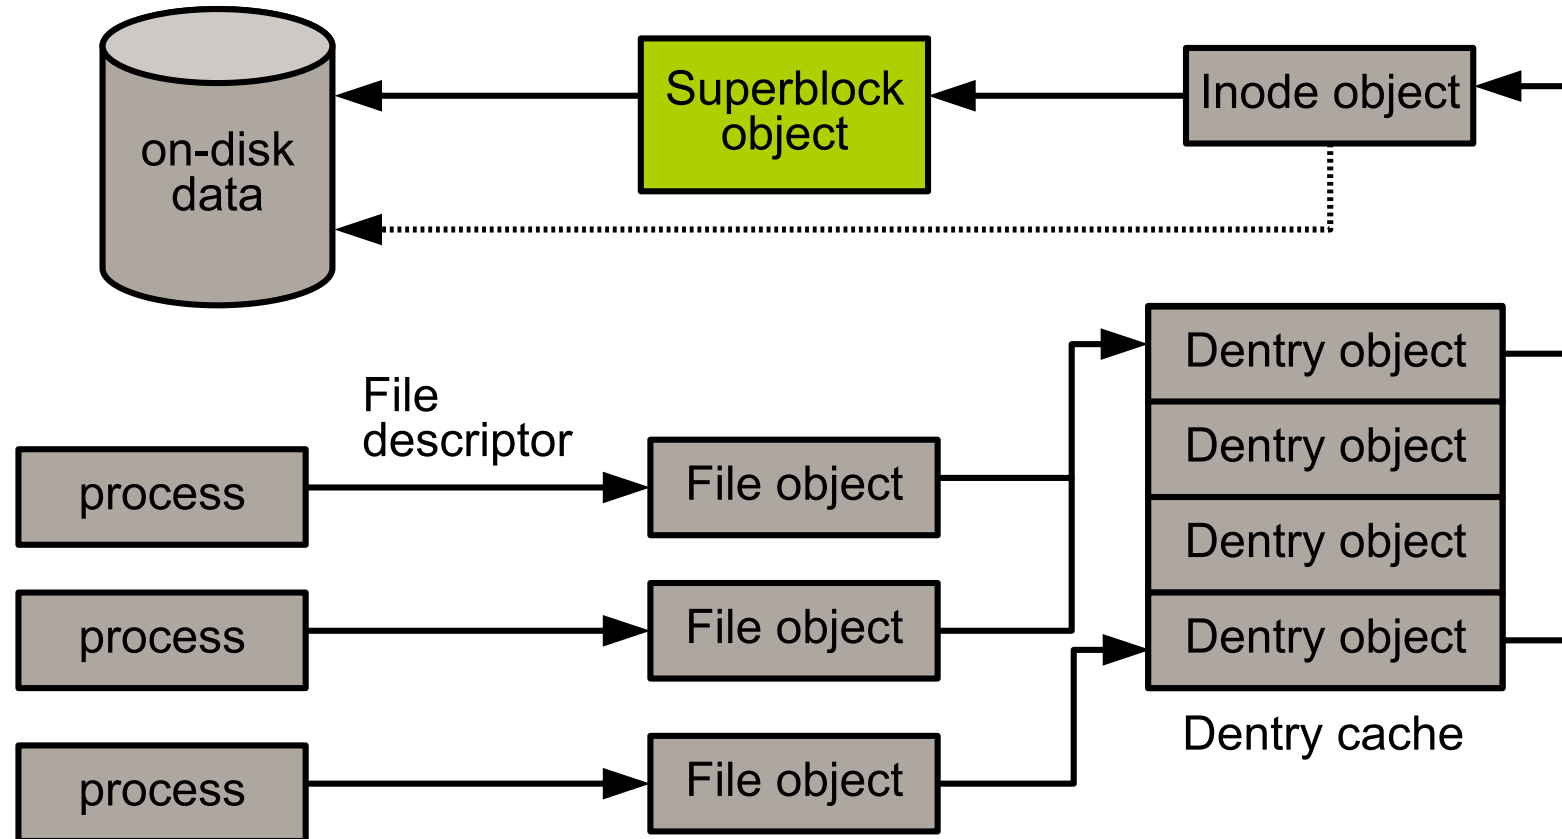 on-disk
data
Superblock
object
Inode object
File
descriptor
process
File object
process
File object
process
File object
Dentry object
Dentry object
Dentry object
Dentry object
Dentry cache